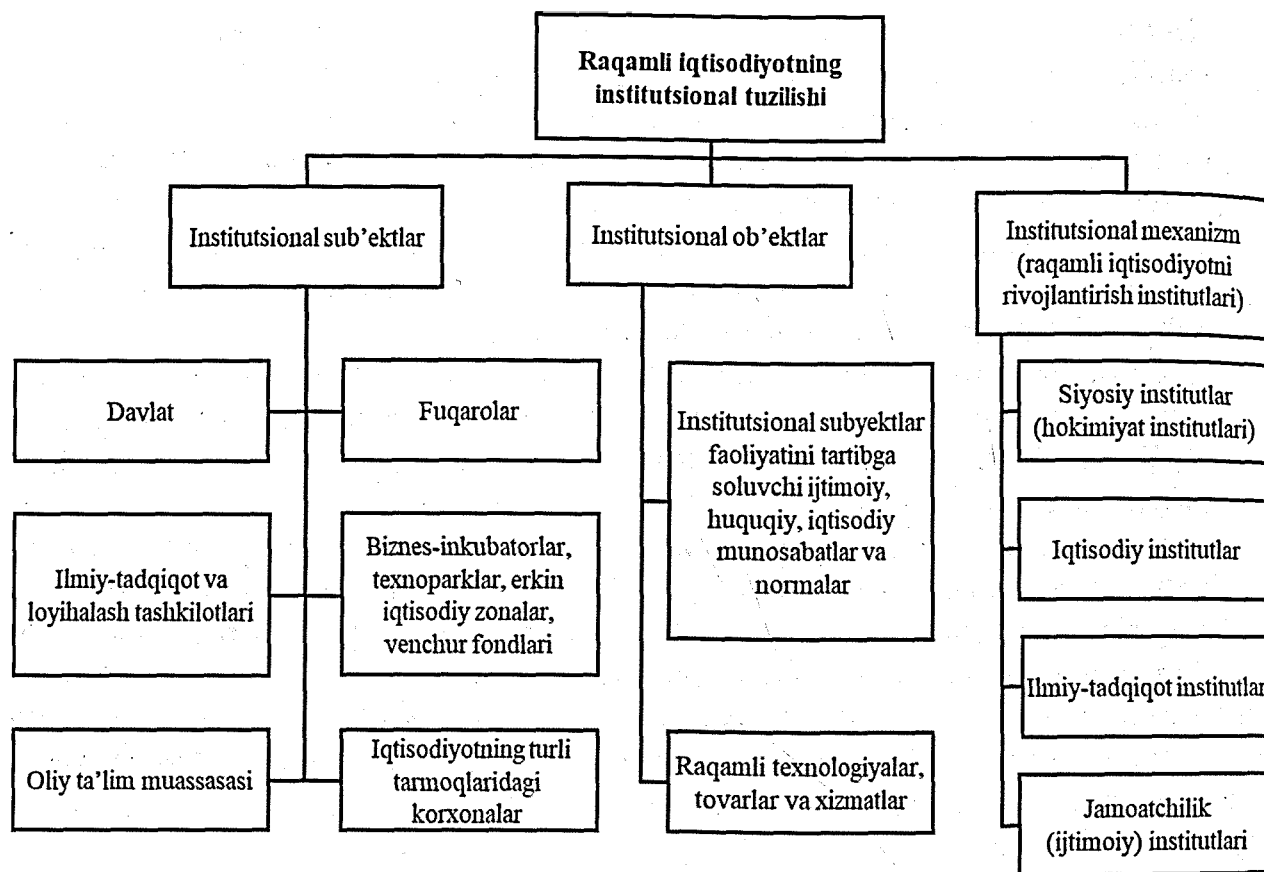 Raqamli iqtisodiyotning
institutsional tuzilishi
Institutsional sub’ektlar
Institutsional ob’ektlar
Institutsional mexanizm
(raqamli iqtisodiyotni
rivojlantirish institutlari)
Davlat
Fuqarolar
Ilmiy-tadqiqot va
loyihalash tashkilotlari
Biznes-inkubatorlar,
texnoparklar, erkin
iqtisodiy zonalar,
venchur fondlari
Oliy ta’lim muassasasi
Iqtisodiyotning turli
tarmoqlaridagi
korxonalar
Institutsional subyektlar
faoliyatini tartibga
soluvchi ijtimoiy,
huquqiy, iqtisodiy
munosabatlar va
normalar
Raqamli texnologiyalar,
tovarlar va xizmatlar
Siyosiy institutlar
(hokimiyat institutlari)
Iqtisodiy institutlar
Ilmiy-tadqiqot institutlar
Jamoatchilik
(ijtimoiy) institutlari